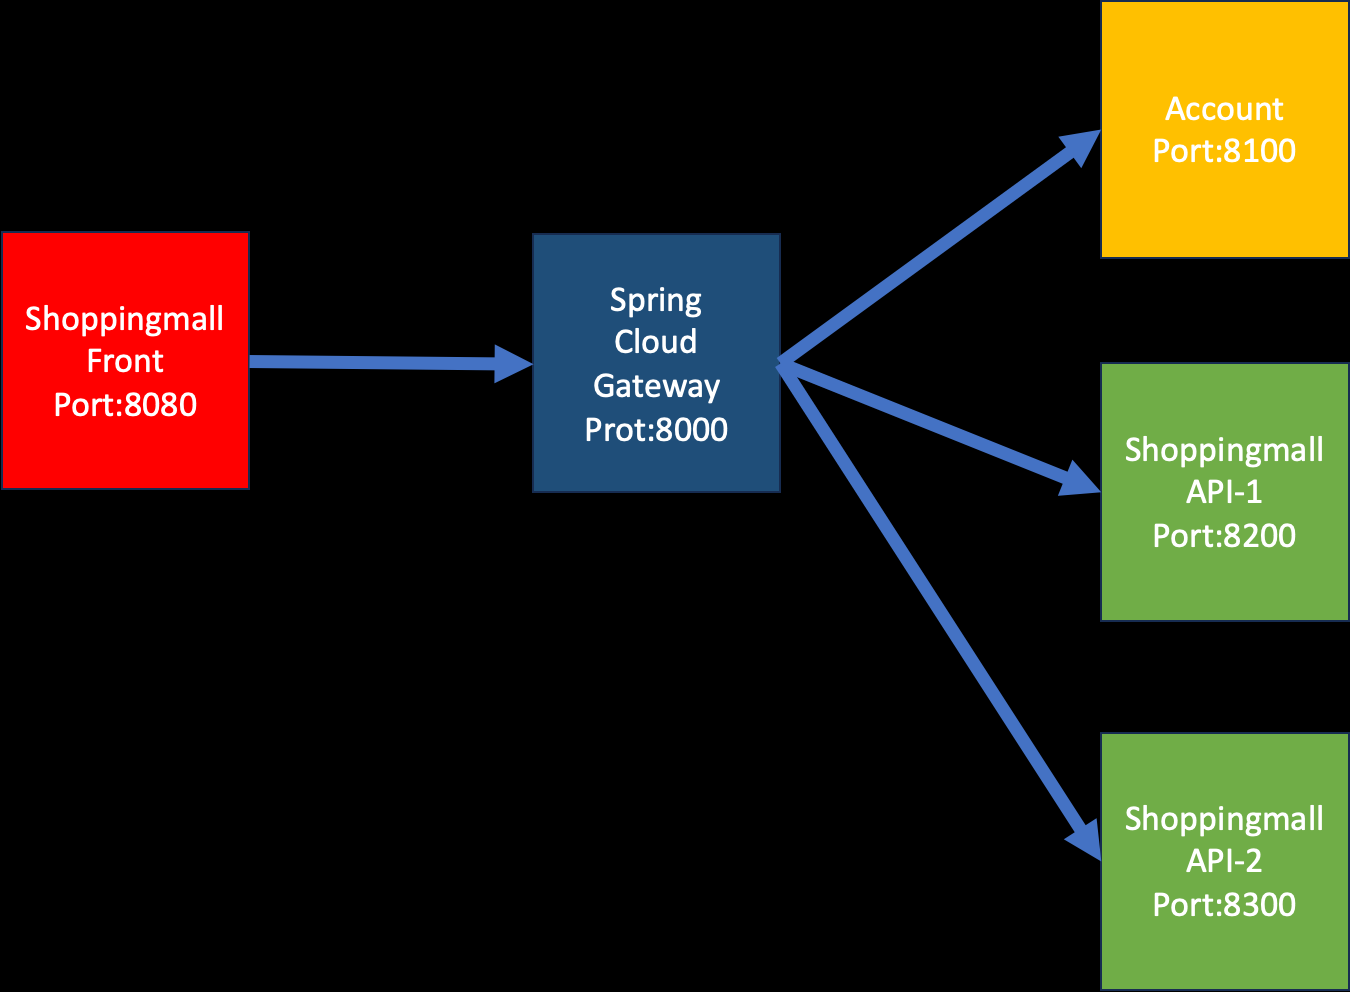 Shoppingmall
Front
Port:8080
Spring
Cloud
Gateway
Prot:8000
Account
Port:8100
Shoppingmall
API-1
Port:8200
Shoppingmall
API-2
Port:8300